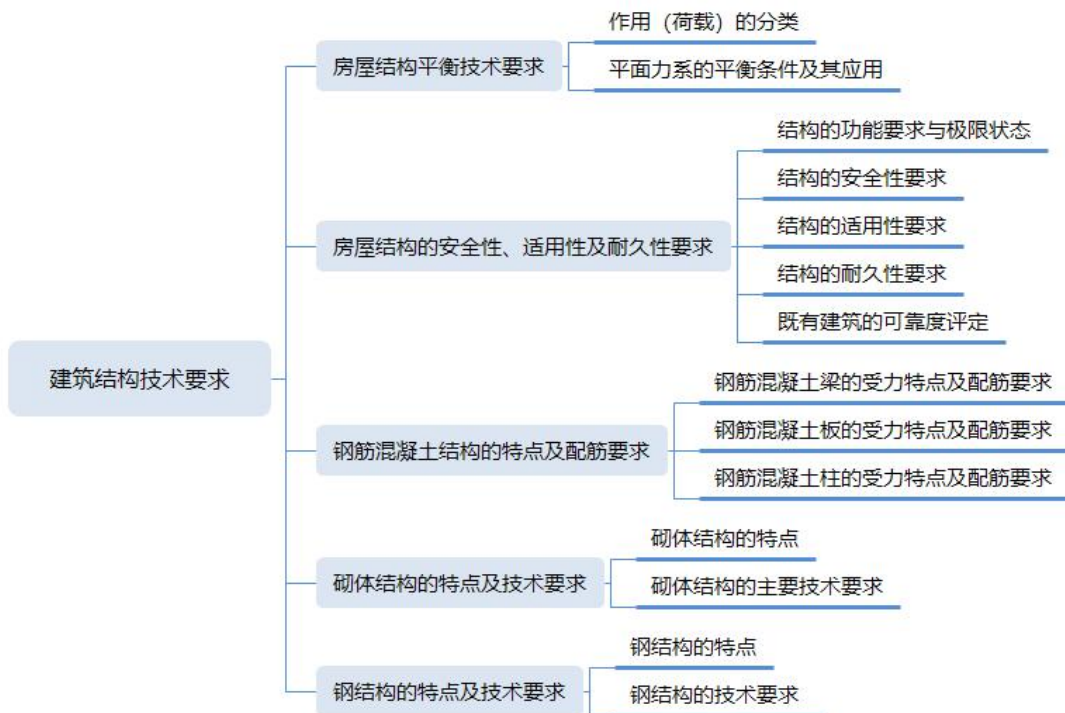 建筑结构技术要求
房屋结构平衡技术要求
作用（荷载）的分类
平面力系的平衡条件及其应用
房屋结构的安全性、适用性及耐久性要求
结构的功能要求与极限状态
结构的安全性要求
结构的适用性要求
结构的耐久性要求
既有建筑的可靠度评定
钢筋混凝土结构的特点及配筋要求
钢筋混凝土梁的受力特点及配筋要求
钢筋混凝土板的受力特点及配筋要求
钢筋混凝土柱的受力特点及配筋要求
砌体结构的特点及技术要求
砌体结构的特点
砌体结构的主要技术要求
钢结构的特点及技术要求
钢结构的特点
钢结构的技术要求